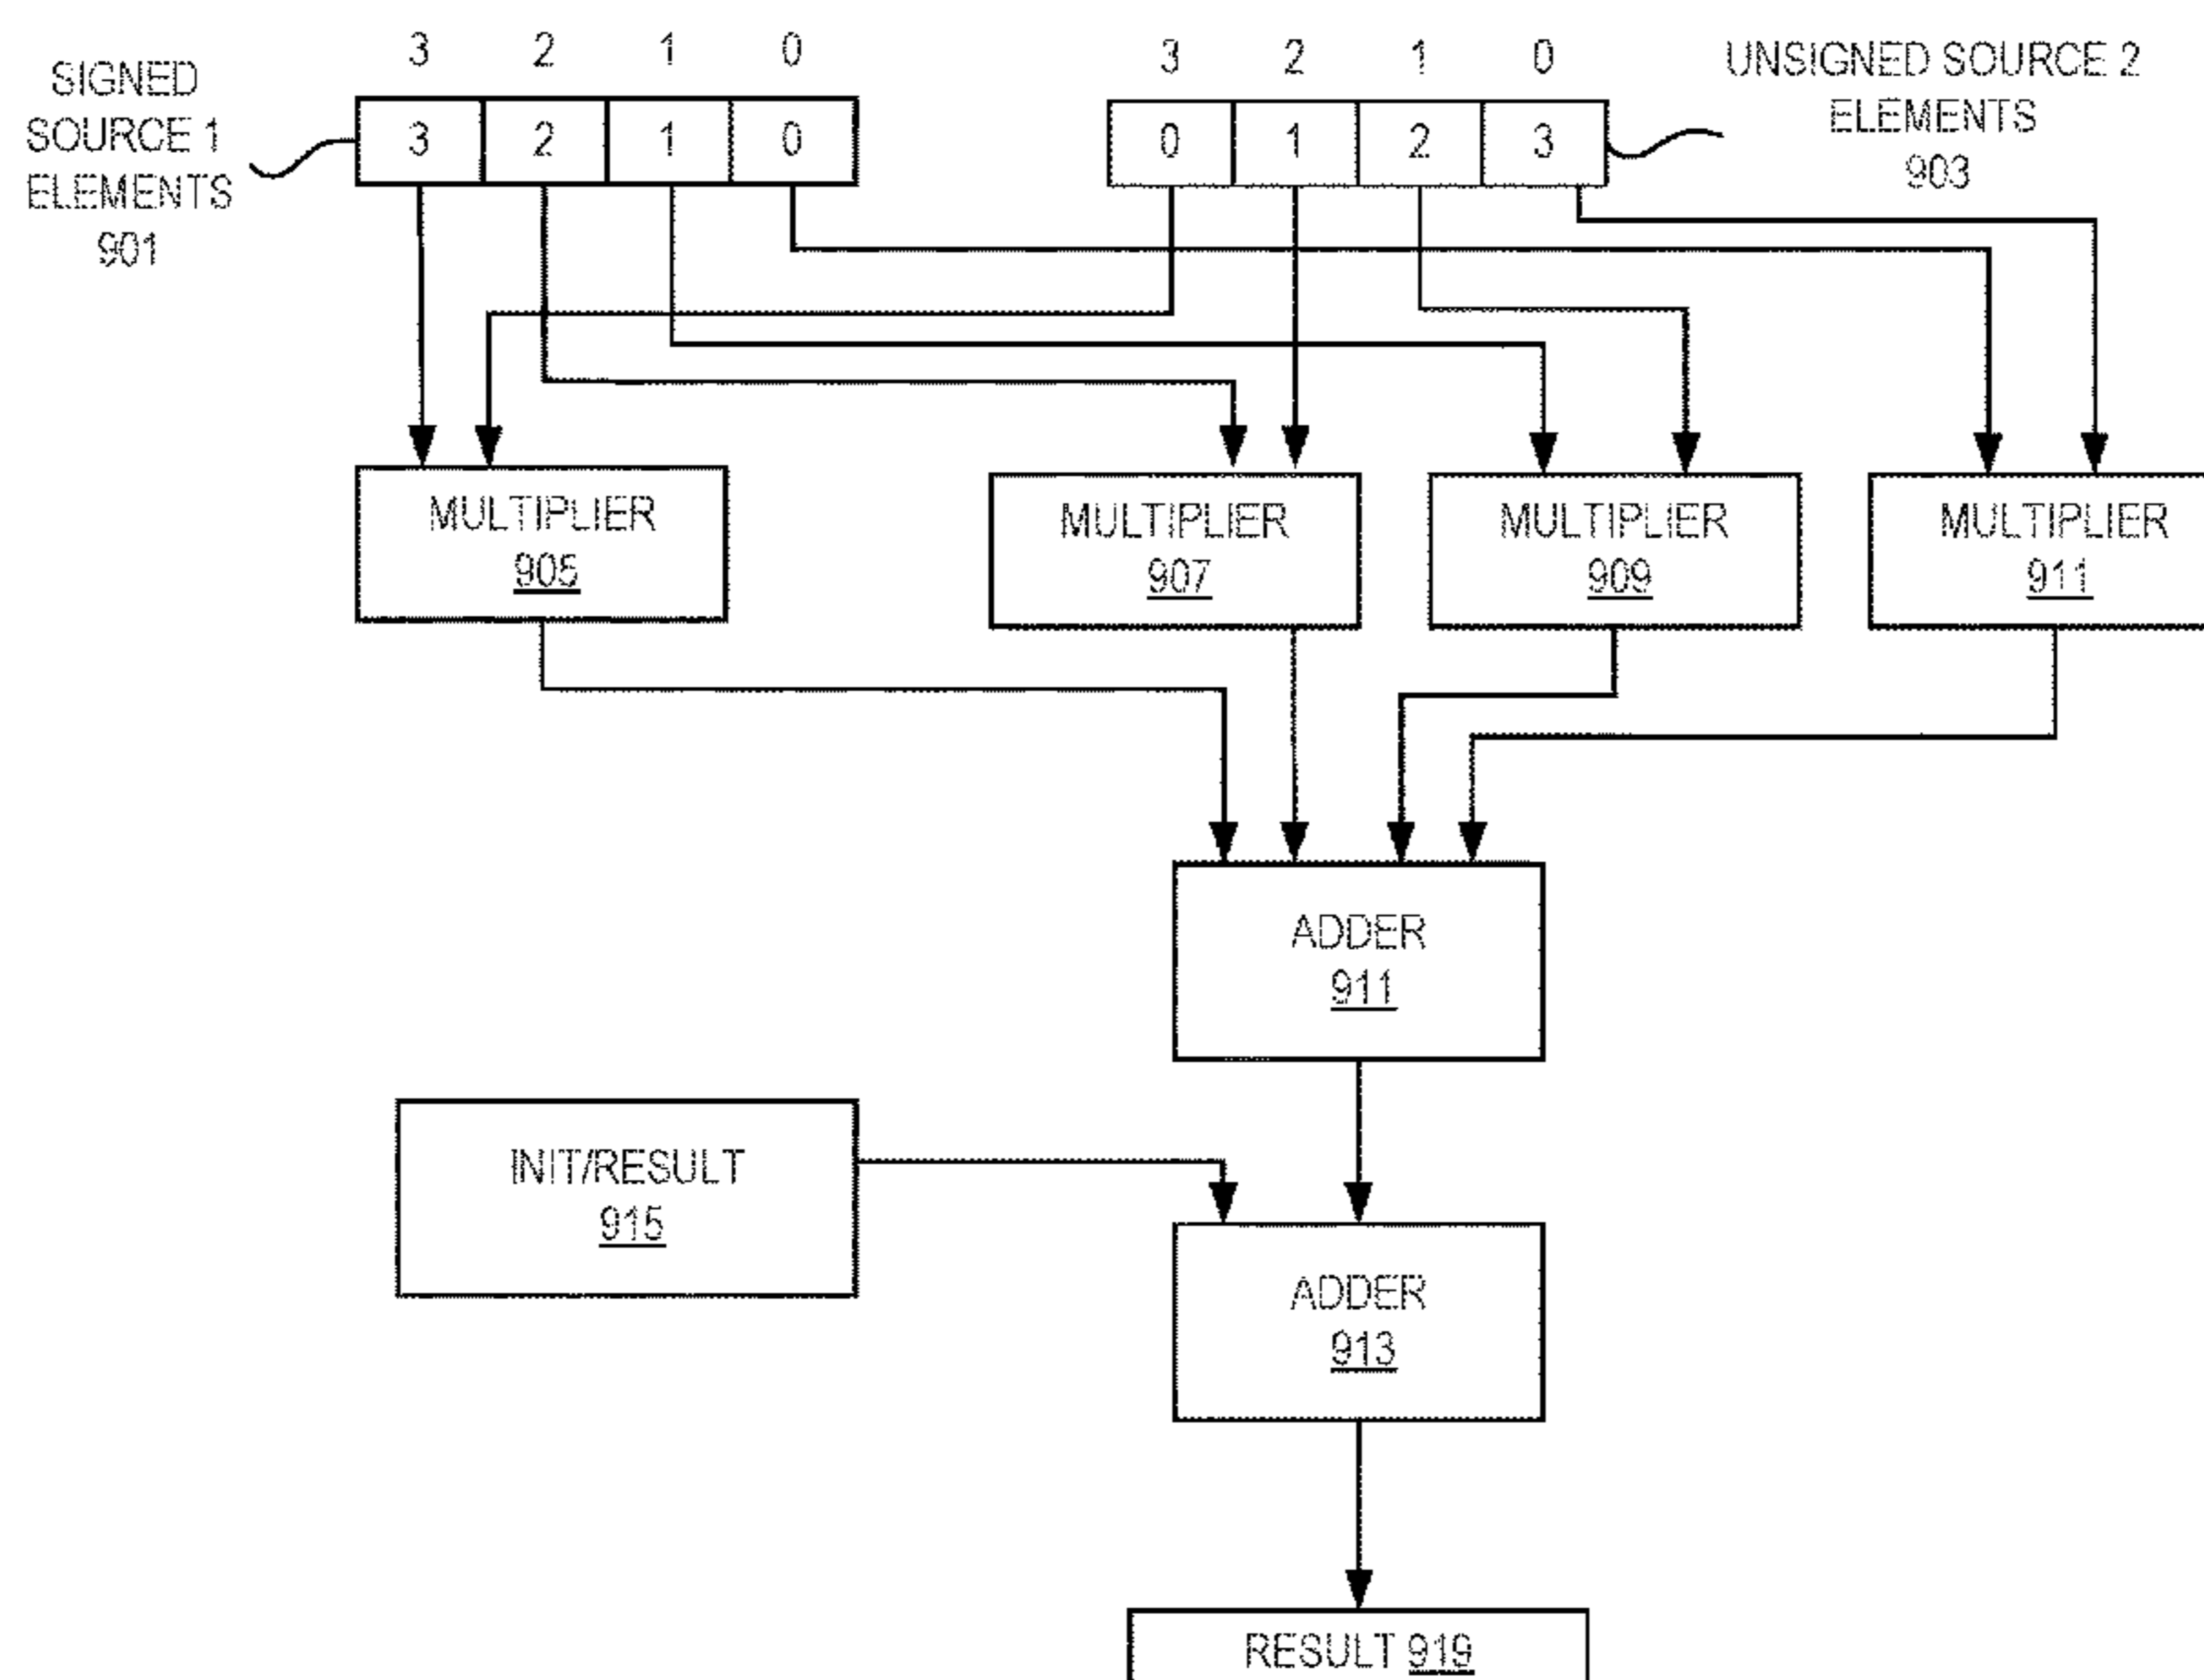 3 2 1 0
3 2 1 0
SIGNED
SOURCE 1
ELEMENTS
901
3 2 1 0
0 1 2 3
UNSIGNED SOURCE 2
ELEMENTS
903
MULTIPLIER
905
MULTIPLIER
907
MULTIPLIER
909
MULTIPLIER
911
ADDER
911
INIT/RESULT
915
ADDER
913
RESULT 919